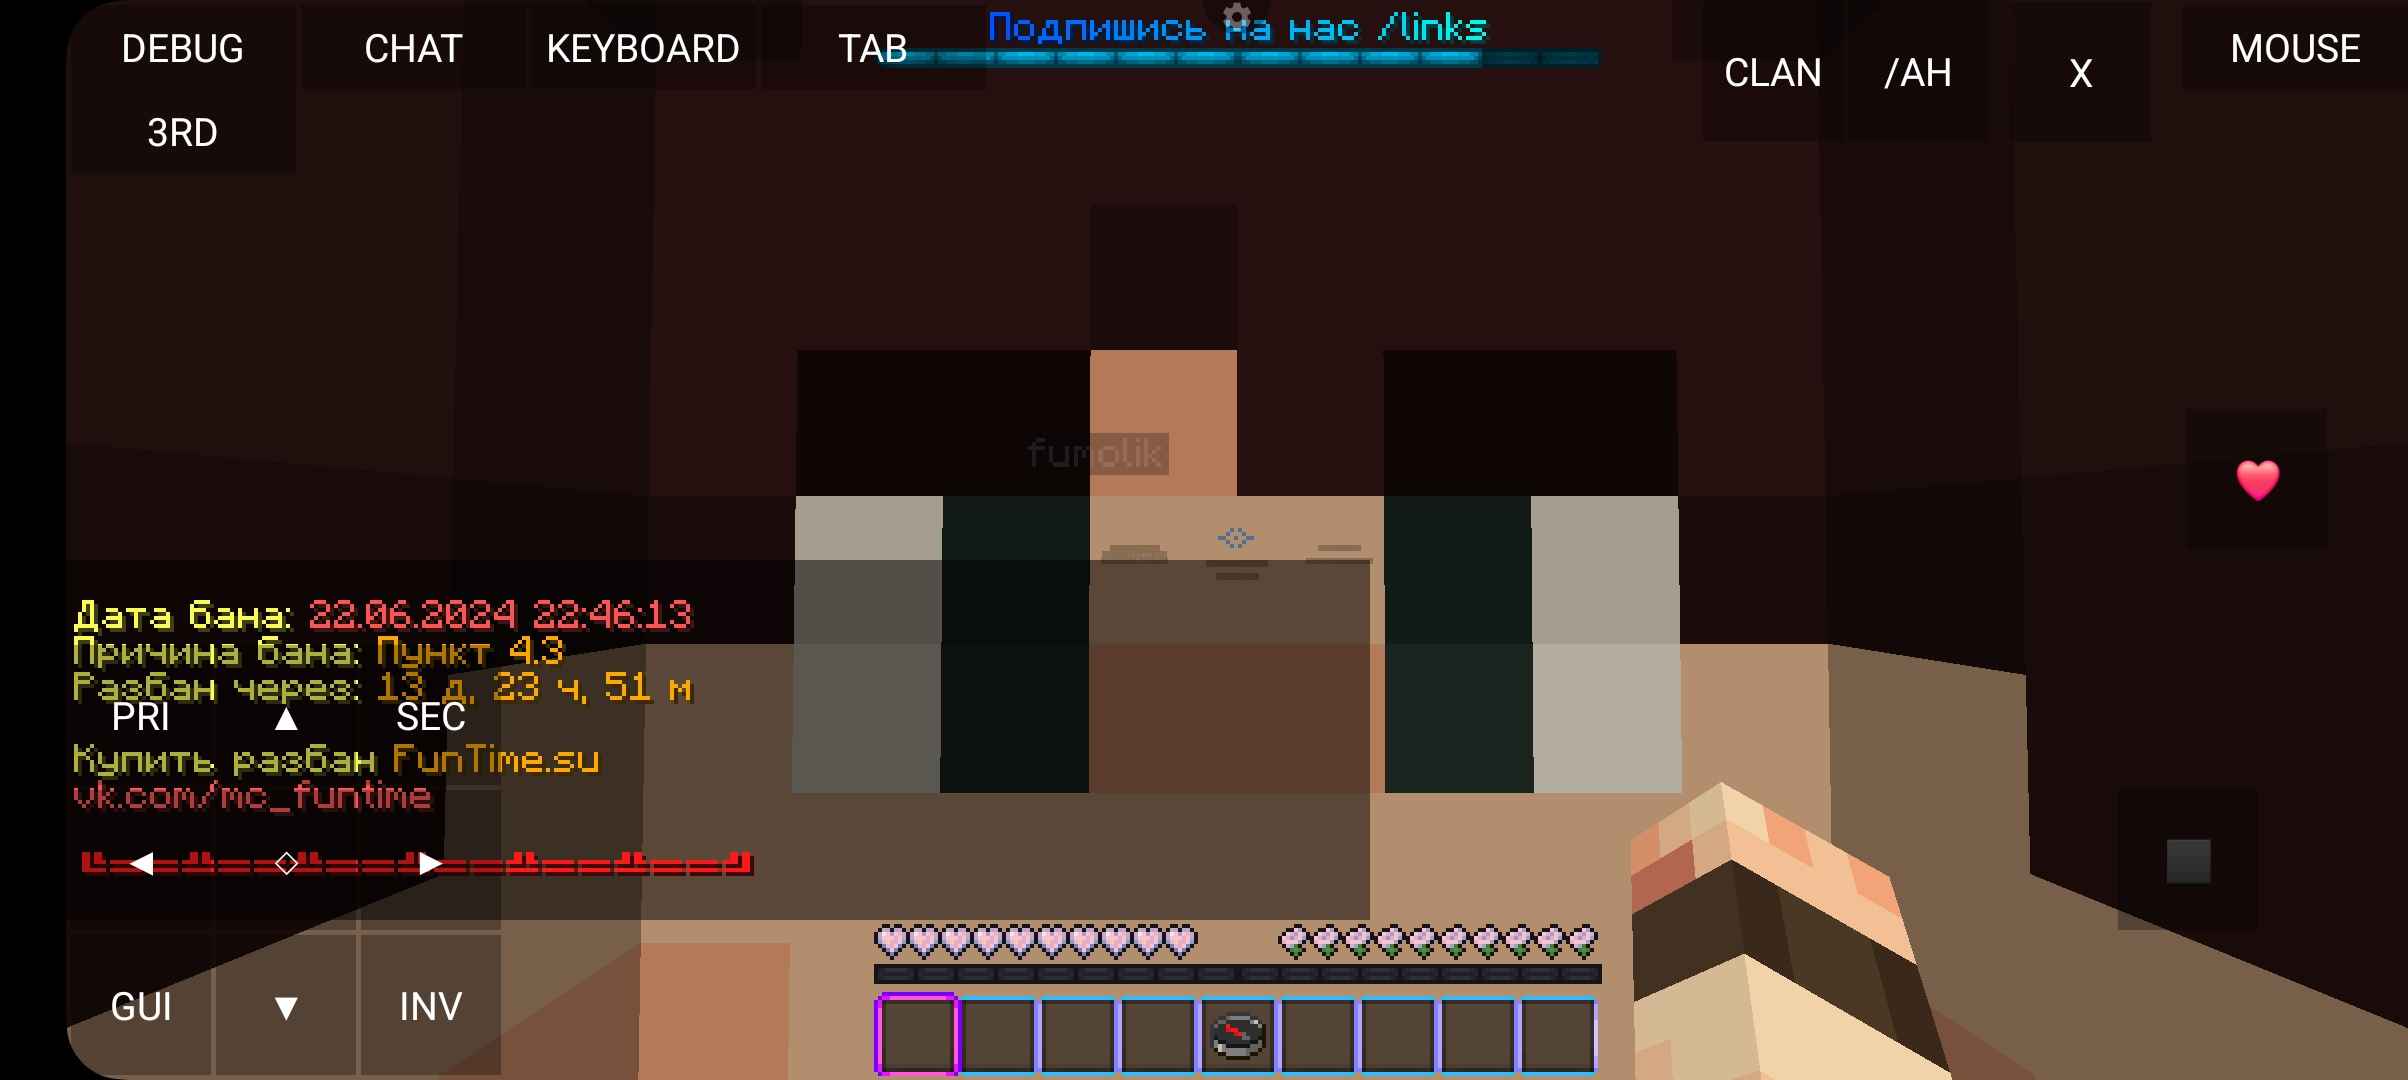 DEBUG CHAT KEYBOARD TAB Подпишись на нас /links CLAN /AH X MOUSE
3RD
fumolik
Дата бана: 22.06.2024 22:46:13
Причина бана: Пункт 4.3
Разбан через: 13 д, 23 ч, 51 м
PRI ▲ SEC
Купить разбан FunTime.su
vk.com/mc_funtime
◀ ◇ ▶
GUI ▼ INV